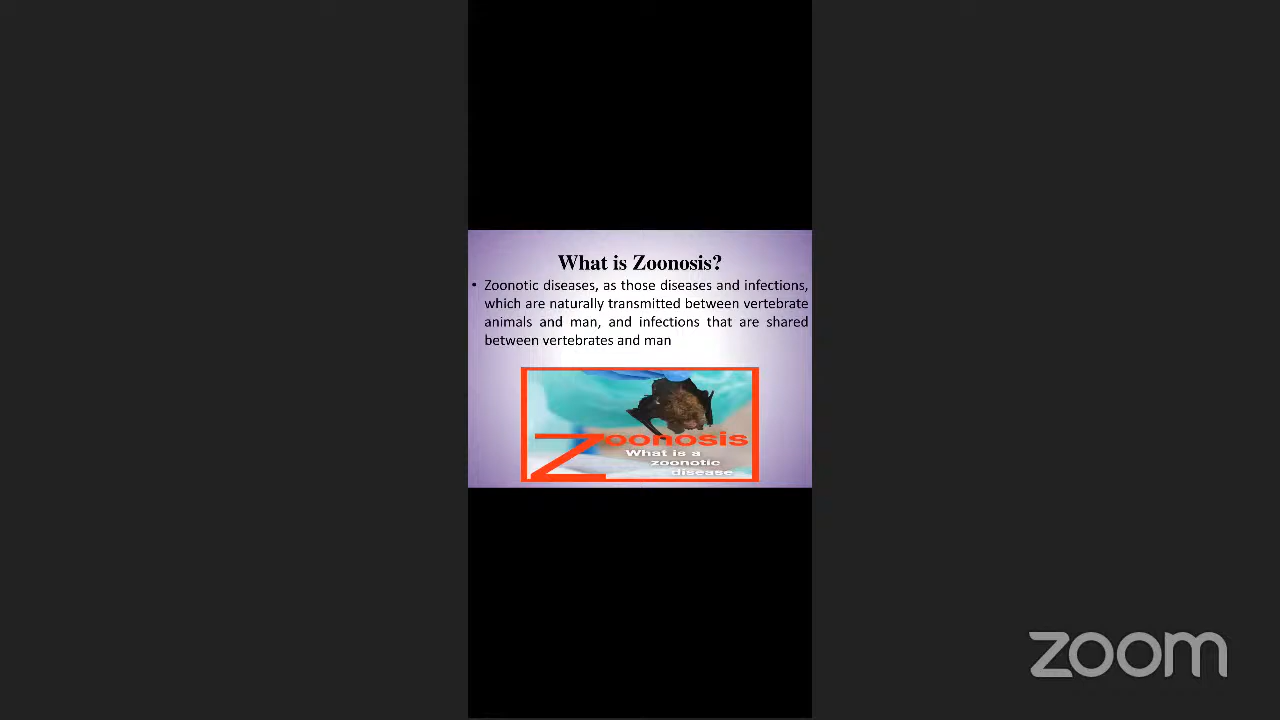 What is Zoonosis?
• Zoonotic diseases, as those diseases and infections,
which are naturally transmitted between vertebrate
animals and man, and infections that are shared
between vertebrates and man
Zoonosis
What is a
zoonotic
disease
zoom